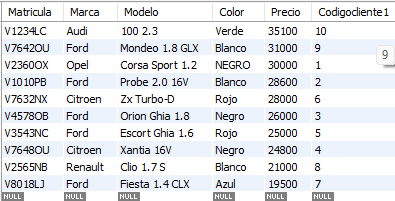 Matricula Marca Modelo Color Precio Codigocliente1
V1234LC Audi 100 2.3 Verde 35100 10
V7642OU Ford Mondeo 1.8 GLX Blanco 31000 9
V2360OX Opel Corsa Sport 1.2 NEGRO 30000 1
9
V1010PB Ford Probe 2.0 16V Blanco 28600 2
V7632NX Citroen Zx Turbo-D Rojo 28000 6
V4578OB Ford Orion Ghia 1.8 Negro 26000 3
V3543NC Ford Escort Ghia 1.6 Rojo 25000 5
V7648OU Citroen Xantia 16V Negro 24800 4
V2565NB Renault Clio 1.7 S Blanco 21000 8
V8018LJ Ford Fiesta 1.4 CLX Azul 19500 7
NULL NULL NULL NULL NULL NULL